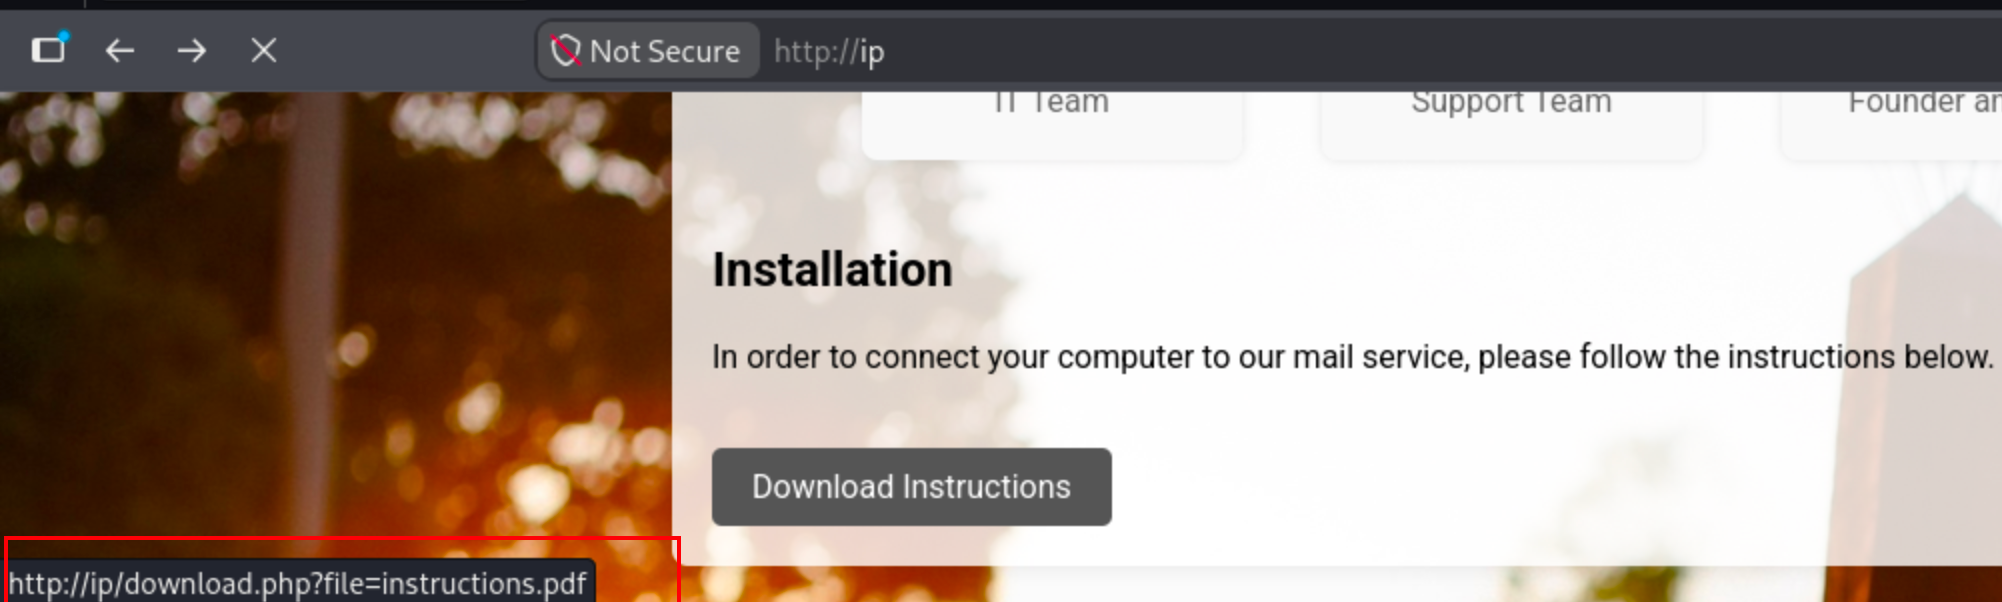 Not Secure http://ip
IT Team Support Team Founder
Installation
In order to connect your computer to our mail service, please follow the instructions below.
Download Instructions
http://ip/download.php?file=instructions.pdf